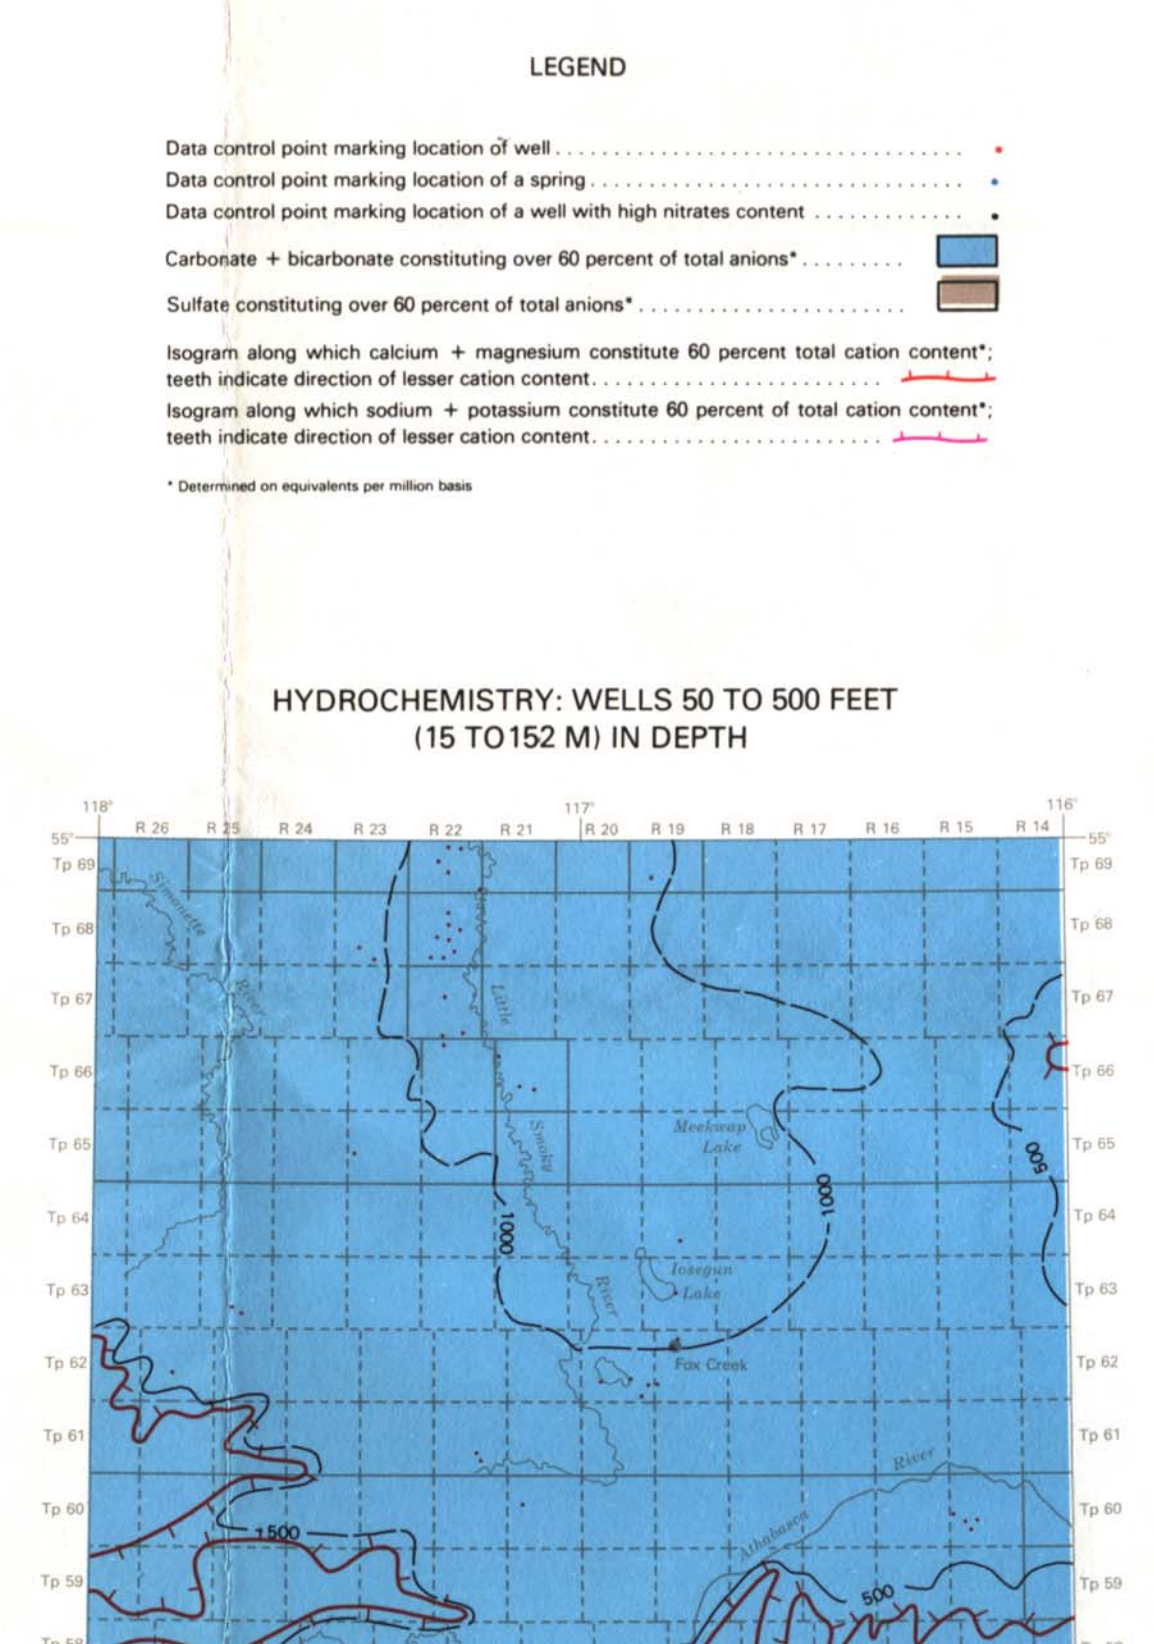 LEGEND
Data control point marking location of well
Data control point marking location of a spring
Data control point marking location of a well with high nitrates content
Carbonate + bicarbonate constituting over 60 percent of total anions*
Sulfate constituting over 60 percent of total anions*
Isogram along which calcium + magnesium constitute 60 percent total cation content*;
teeth indicate direction of lesser cation content
Isogram along which sodium + potassium constitute 60 percent of total cation content*;
teeth indicate direction of lesser cation content
* Determined on equivalents per million basis
HYDROCHEMISTRY: WELLS 50 TO 500 FEET
(15 TO 152 M) IN DEPTH
118° 117° 116°
R 26 R 25 R 24 R 23 R 22 R 21 R 20 R 19 R 18 R 17 R 16 R 15 R 14
55° 55°
Tp 69 Tp 69
Simonette
Tp 68 Tp 68
River
Little
Tp 67 Tp 67
Tp 66 Tp 66
Smoky
Meekwap
Lake
Tp 65 Tp 65
500
1000
1000
Tp 64 Tp 64
Iosegun
Lake
River
Tp 63 Tp 63
Tp 62 Tp 62
Fox Creek
Tp 61 Tp 61
River
Tp 60 Tp 60
Athabasca
1500
Tp 59 Tp 59
500
Tp 58